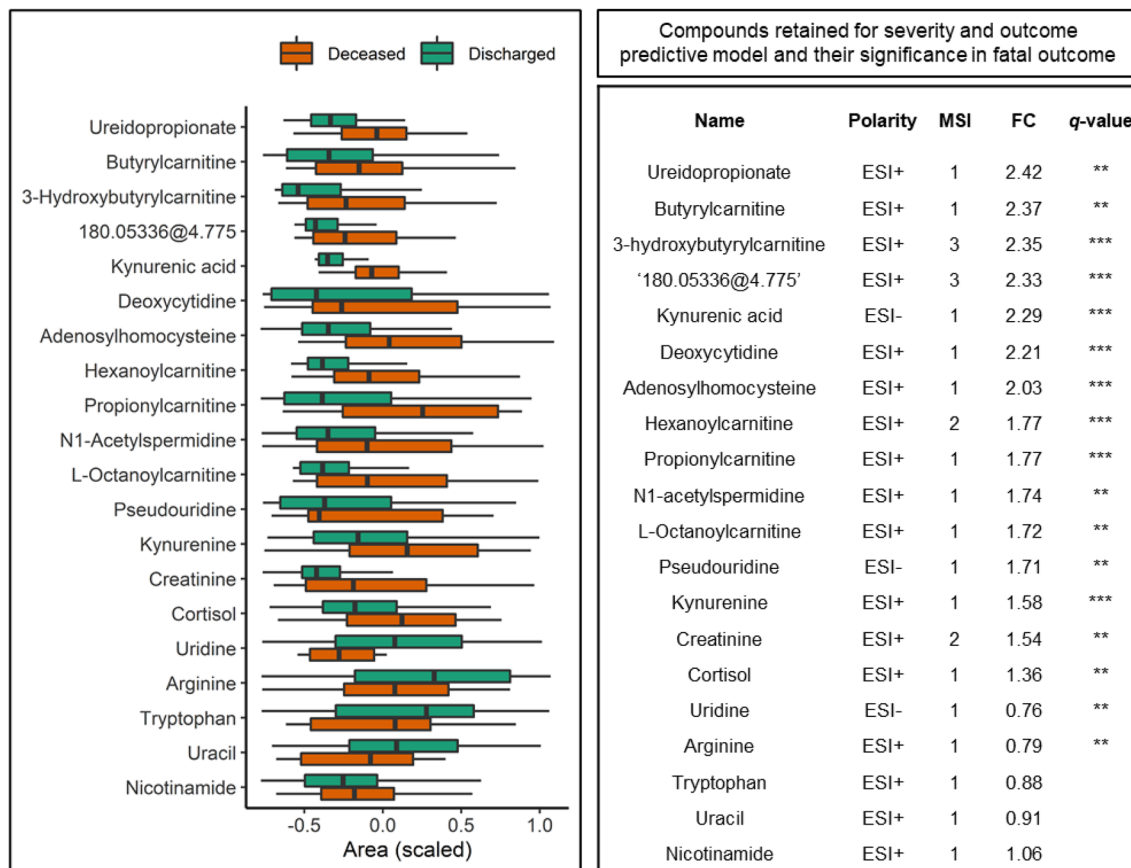 Deceased Discharged
Ureidopropionate
Butyrylcarnitine
3-Hydroxybutyrylcarnitine
180.05336@4.775
Kynurenic acid
Deoxycytidine
Adenosylhomocysteine
Hexanoylcarnitine
Propionylcarnitine
N1-Acetylspermidine
L-Octanoylcarnitine
Pseudouridine
Kynurenine
Creatinine
Cortisol
Uridine
Arginine
Tryptophan
Uracil
Nicotinamide
-0.5 0.0 0.5 1.0
Area (scaled)
Compounds retained for severity and outcome
predictive model and their significance in fatal outcome
Name Polarity MSI FC q-value
Ureidopropionate ESI+ 1 2.42 **
Butyrylcarnitine ESI+ 1 2.37 **
3-hydroxybutyrylcarnitine ESI+ 3 2.35 ***
'180.05336@4.775' ESI+ 3 2.33 ***
Kynurenic acid ESI- 1 2.29 ***
Deoxycytidine ESI+ 1 2.21 ***
Adenosylhomocysteine ESI+ 1 2.03 ***
Hexanoylcarnitine ESI+ 2 1.77 ***
Propionylcarnitine ESI+ 1 1.77 ***
N1-acetylspermidine ESI+ 1 1.74 **
L-Octanoylcarnitine ESI+ 1 1.72 **
Pseudouridine ESI- 1 1.71 **
Kynurenine ESI+ 1 1.58 ***
Creatinine ESI+ 2 1.54 **
Cortisol ESI+ 1 1.36 **
Uridine ESI- 1 0.76 **
Arginine ESI+ 1 0.79 **
Tryptophan ESI+ 1 0.88
Uracil ESI+ 1 0.91
Nicotinamide ESI+ 1 1.06